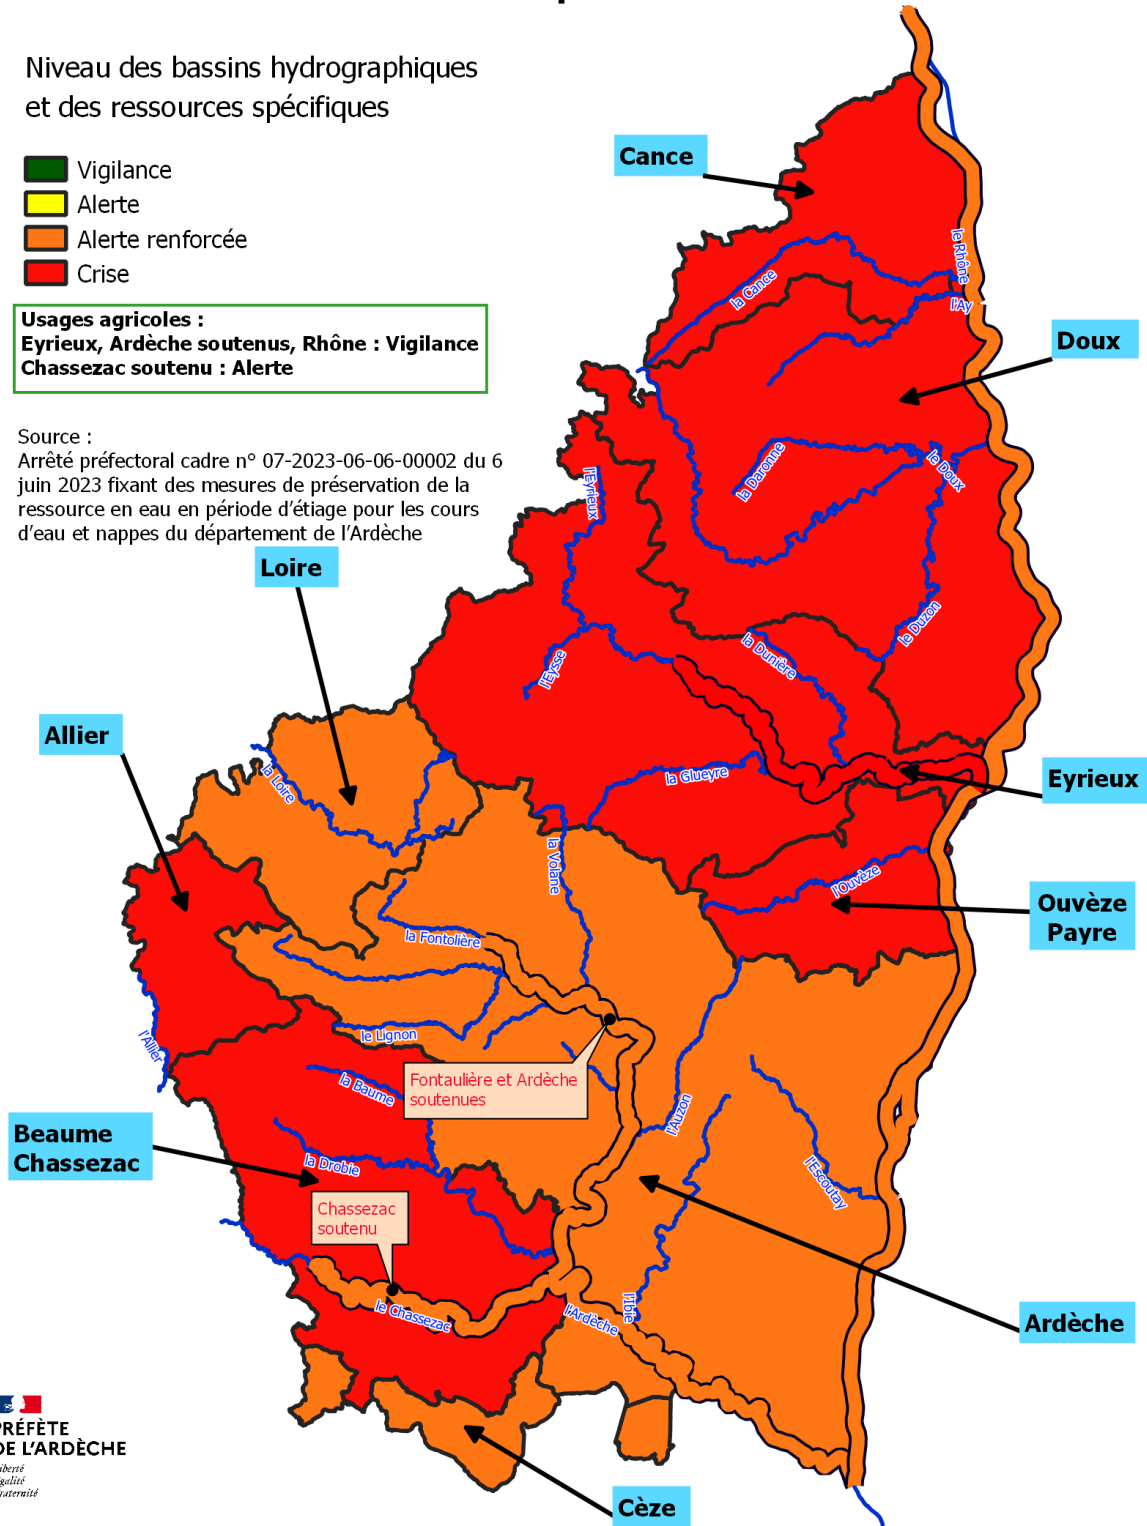 Niveau des bassins hydrographiques
et des ressources spécifiques
Vigilance
Alerte
Alerte renforcée
Crise
Usages agricoles :
Eyrieux, Ardèche soutenus, Rhône : Vigilance
Chassezac soutenu : Alerte
Source :
Arrêté préfectoral cadre n° 07-2023-06-06-00002 du 6
juin 2023 fixant des mesures de préservation de la
ressource en eau en période d'étiage pour les cours
d'eau et nappes du département de l'Ardèche
Cance
le Rhône
la Cance
l'Ay
Doux
la Daronne
le Doux
l'Eyrieux
Loire
le Duzon
la Dunière
l'Eysse
Allier
la Loire
la Glueyre
Eyrieux
la Volane
l'Ouvèze
Ouvèze
Payre
la Fontolière
l'Allier
le Lignon
Fontaulière et Ardèche
soutenues
la Baume
l'Auzon
Beaume
Chassezac
la Drobie
l'Escoutay
Chassezac
soutenu
le Chassezac
l'Ardèche
l'Ibie
Ardèche
Cèze
PRÉFÈTE
DE L'ARDÈCHE
Liberté
Égalité
Fraternité